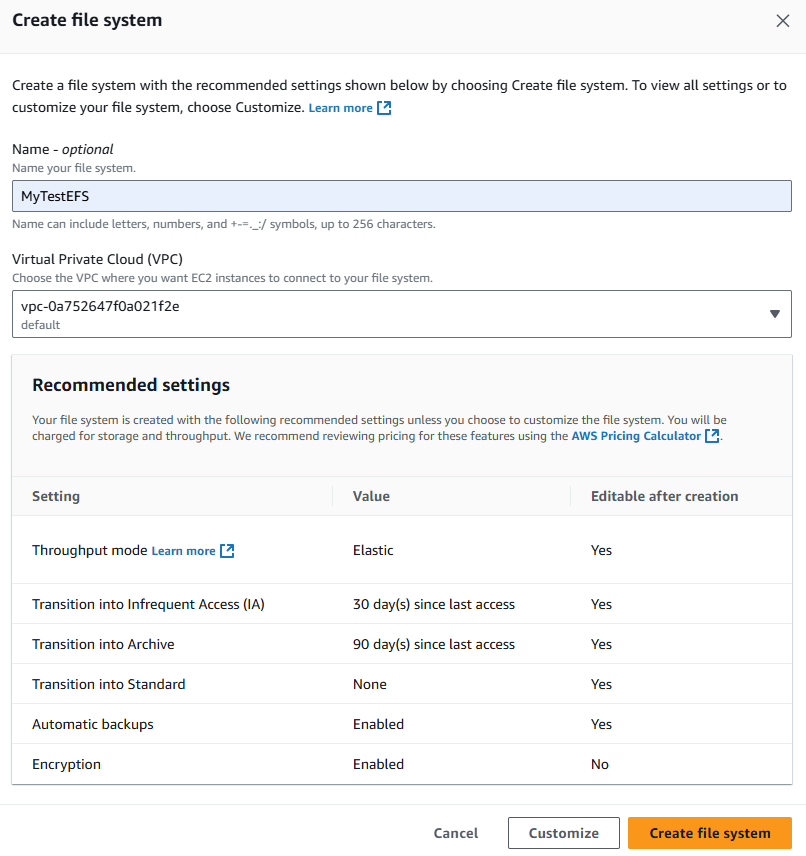 Create file system
Create a file system with the recommended settings shown below by choosing Create file system. To view all settings or to
customize your file system, choose Customize. Learn more
Name - optional
Name your file system.
MyTestEFS
Name can include letters, numbers, and +-=._:/ symbols, up to 256 characters.
Virtual Private Cloud (VPC)
Choose the VPC where you want EC2 instances to connect to your file system.
vpc-0a752647f0a021f2e
default
Recommended settings
Your file system is created with the following recommended settings unless you choose to customize the file system. You will be
charged for storage and throughput. We recommend reviewing pricing for these features using the AWS Pricing Calculator.
Setting Value Editable after creation
Throughput mode Learn more Elastic Yes
Transition into Infrequent Access (IA) 30 day(s) since last access Yes
Transition into Archive 90 day(s) since last access Yes
Transition into Standard None Yes
Automatic backups Enabled Yes
Encryption Enabled No
Cancel Customize Create file system